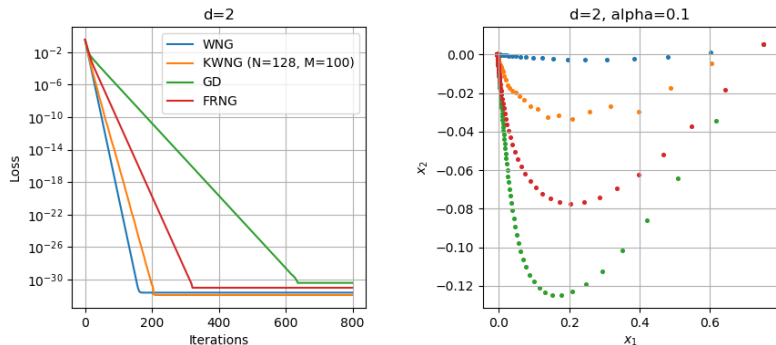 d=2
10^-2
10^-6
10^-10
10^-14
10^-18
10^-22
10^-26
10^-30
Loss
0
200
400
600
800
Iterations
WNG
KWNG (N=128, M=100)
GD
FRNG
d=2, alpha=0.1
0.00
−0.02
−0.04
−0.06
−0.08
−0.10
−0.12
x_2
0.0
0.2
0.4
0.6
x_1